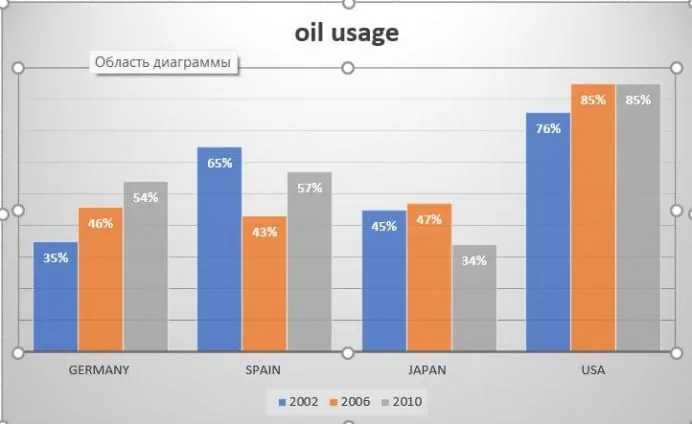 oil usage
Область диаграммы
35% 46% 54% 65% 43% 57% 45% 47% 34% 76% 85% 85%
GERMANY SPAIN JAPAN USA
2002 2006 2010